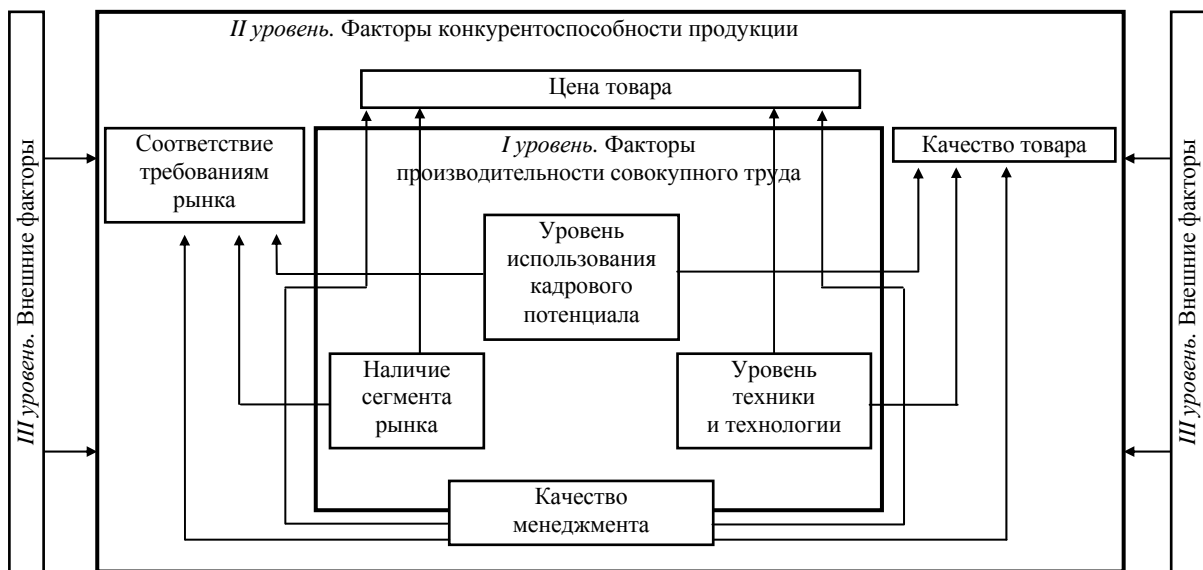 III уровень. Внешние факторы
II уровень. Факторы конкурентоспособности продукции
Цена товара
Соответствие
требованиям
рынка
I уровень. Факторы
производительности совокупного труда
Качество товара
Уровень
использования
кадрового
потенциала
Наличие
сегмента
рынка
Уровень
техники
и технологии
Качество
менеджмента
III уровень. Внешние факторы